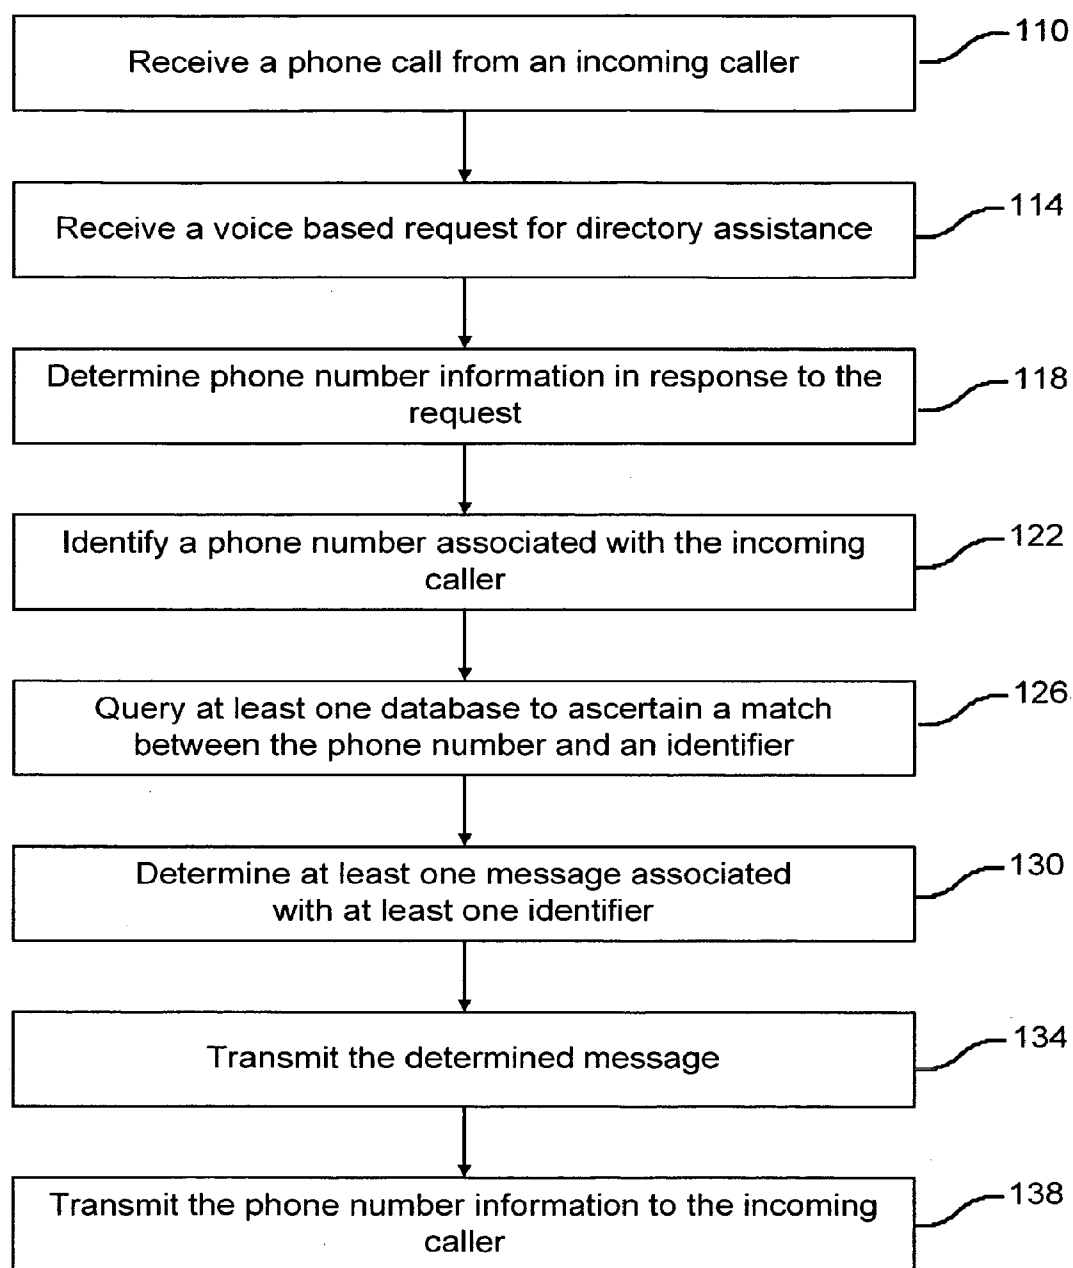 Receive a phone call from an incoming caller
110
Receive a voice based request for directory assistance
114
Determine phone number information in response to the
request
118
Identify a phone number associated with the incoming
caller
122
Query at least one database to ascertain a match
between the phone number and an identifier
126
Determine at least one message associated
with at least one identifier
130
Transmit the determined message
134
Transmit the phone number information to the incoming
caller
138